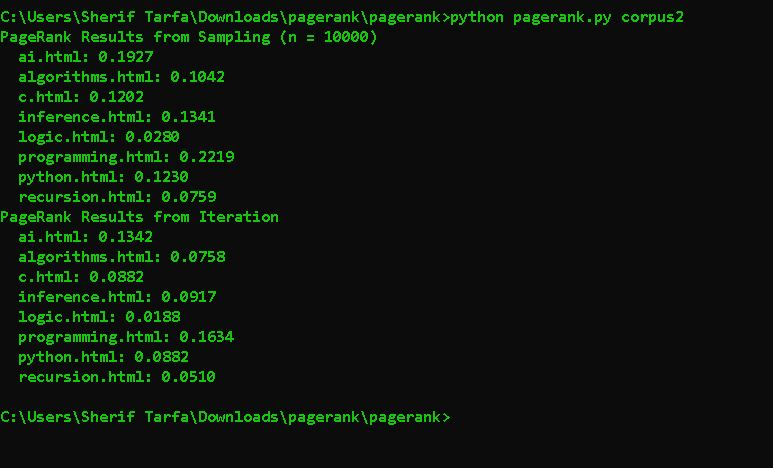 C:\Users\Sherif Tarfa\Downloads\pagerank\pagerank>python pagerank.py corpus2
PageRank Results from Sampling (n = 10000)
  ai.html: 0.1927
  algorithms.html: 0.1042
  c.html: 0.1202
  inference.html: 0.1341
  logic.html: 0.0280
  programming.html: 0.2219
  python.html: 0.1230
  recursion.html: 0.0759
PageRank Results from Iteration
  ai.html: 0.1342
  algorithms.html: 0.0758
  c.html: 0.0882
  inference.html: 0.0917
  logic.html: 0.0188
  programming.html: 0.1634
  python.html: 0.0882
  recursion.html: 0.0510
C:\Users\Sherif Tarfa\Downloads\pagerank\pagerank>